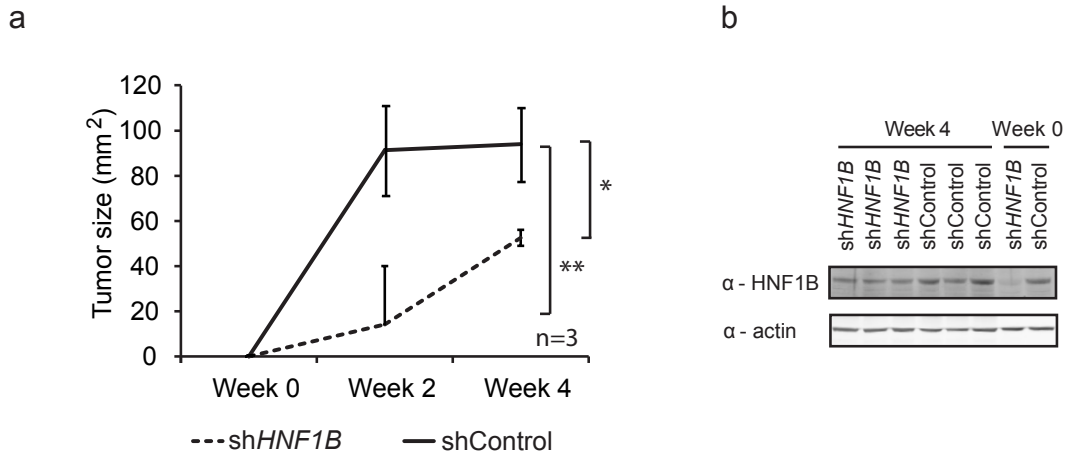 a
120
100
80
60
40
20
0
Tumor size (mm²)
Week 0 Week 2 Week 4
*
**
n=3
shHNF1B shControl
b
Week 4 Week 0
shHNF1B
shHNF1B
shHNF1B
shControl
shControl
shControl
shHNF1B
shControl
α - HNF1B
α - actin